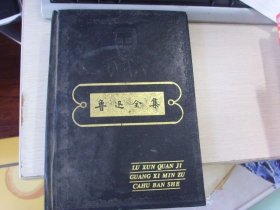 鲁迅全集
LU XUN QUAN JI
GUANG XI MIN ZU
CAHU BAN SHE